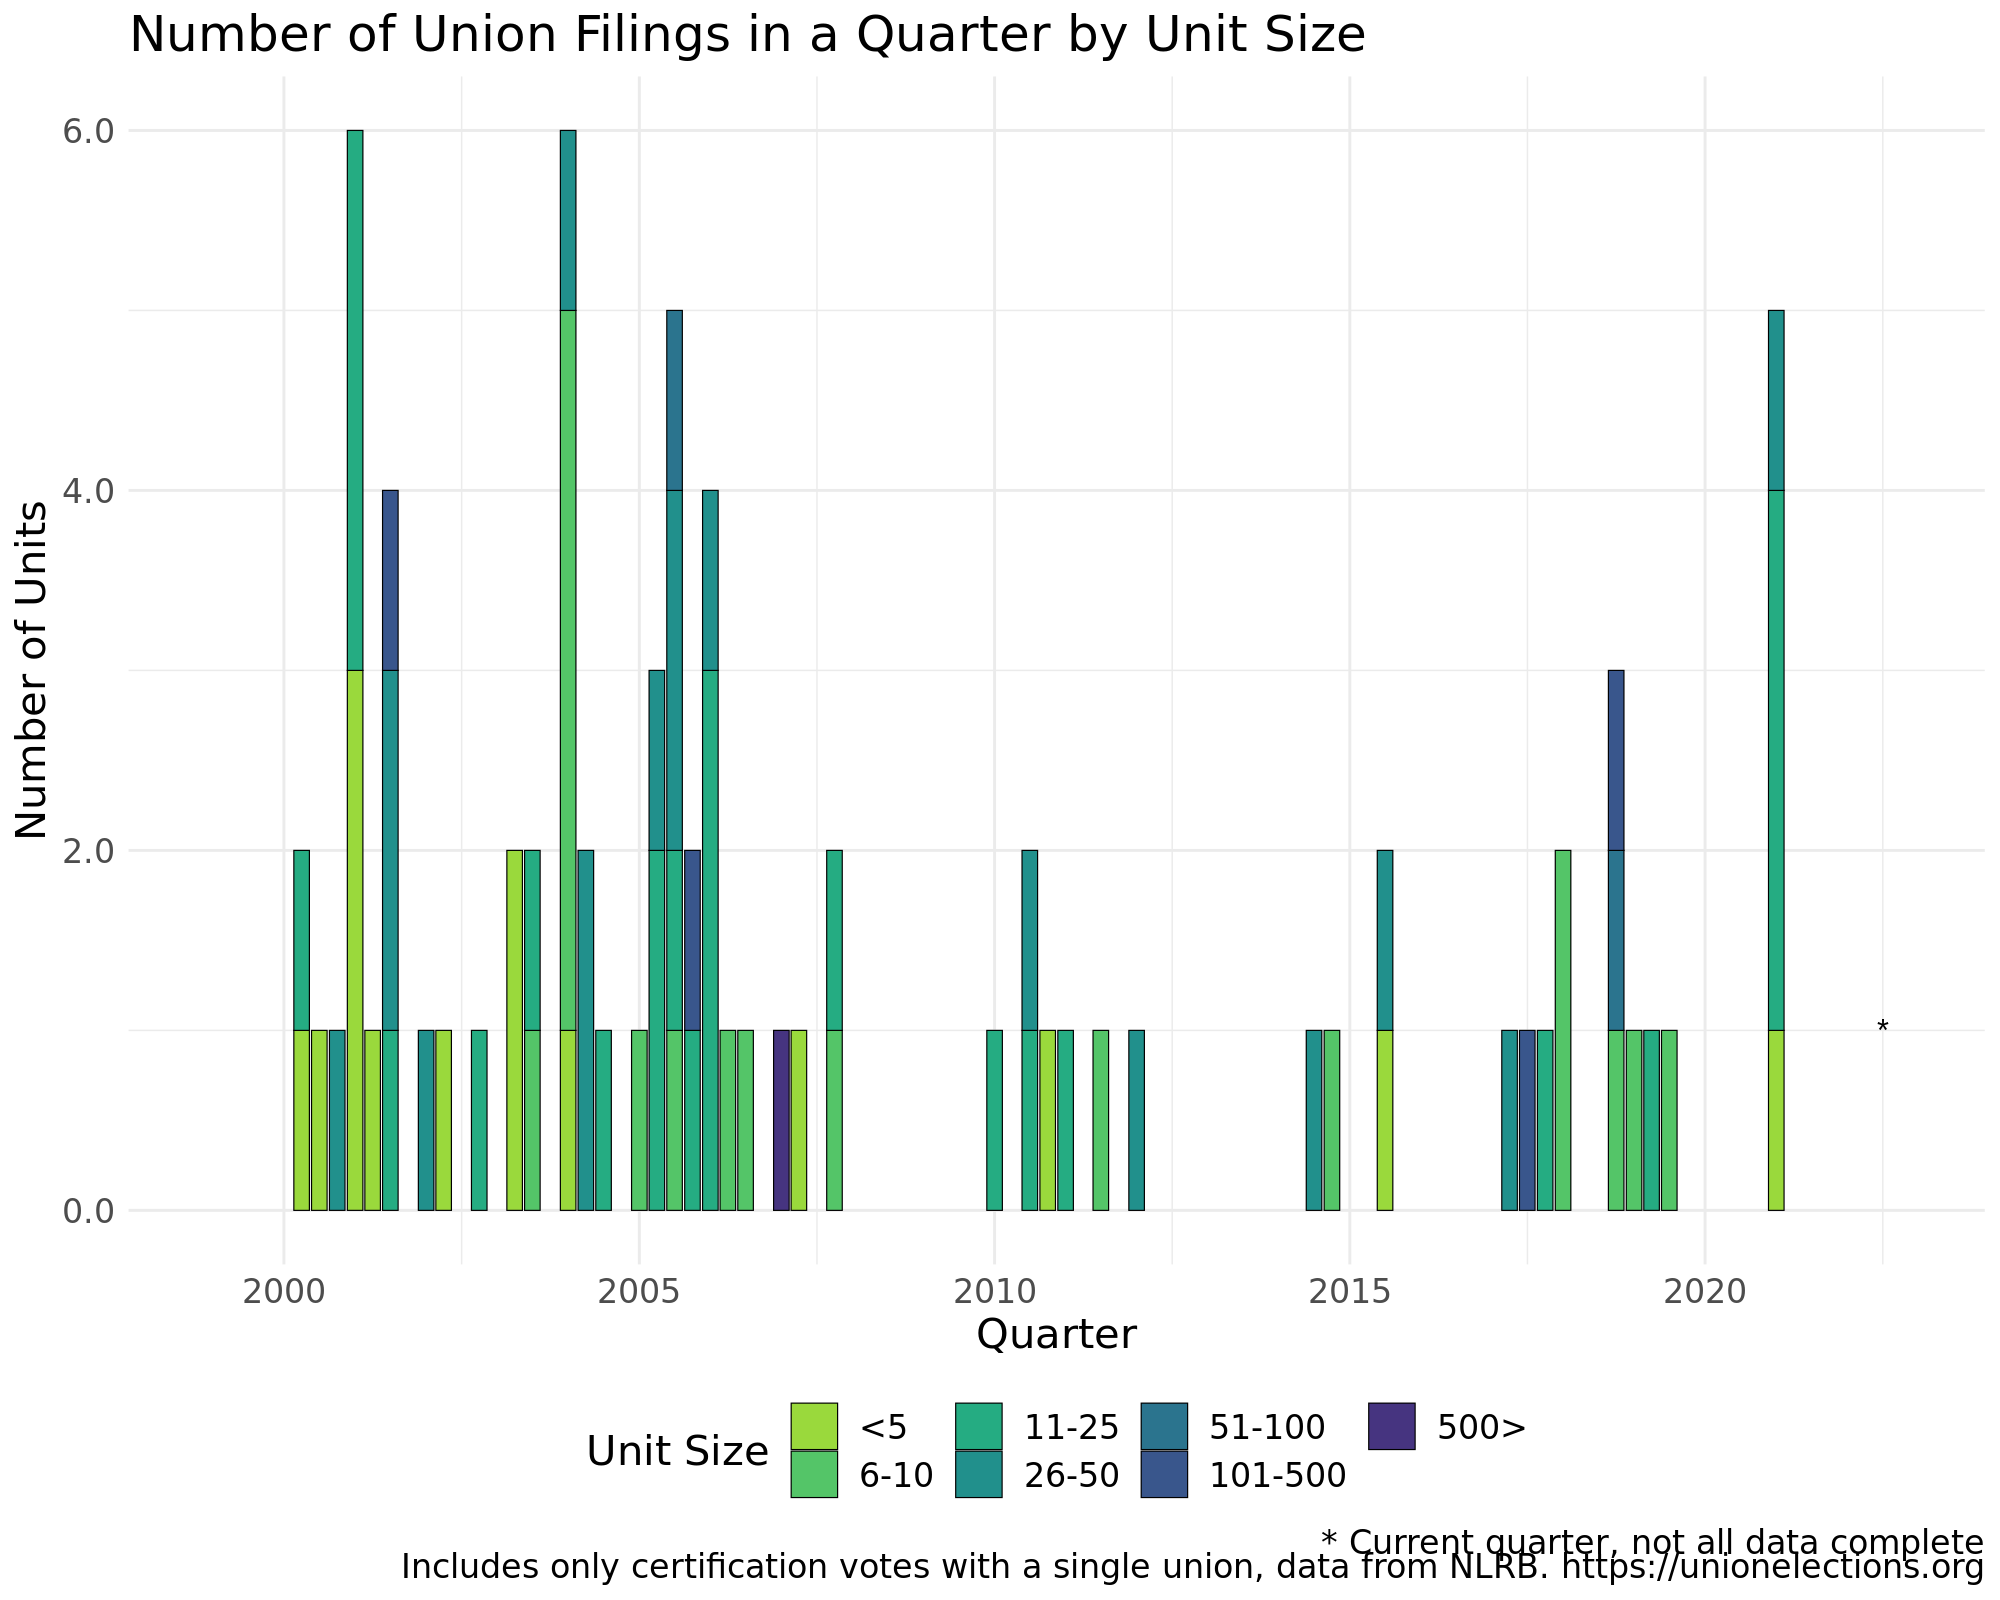 Number of Union Filings in a Quarter by Unit Size
Number of Units
6.0
4.0
2.0
0.0
*
2000 2005 2010 2015 2020
Quarter
Unit Size
<5 11-25 51-100 500>
6-10 26-50 101-500
* Current quarter, not all data complete
Includes only certification votes with a single union, data from NLRB. https://unionelections.org